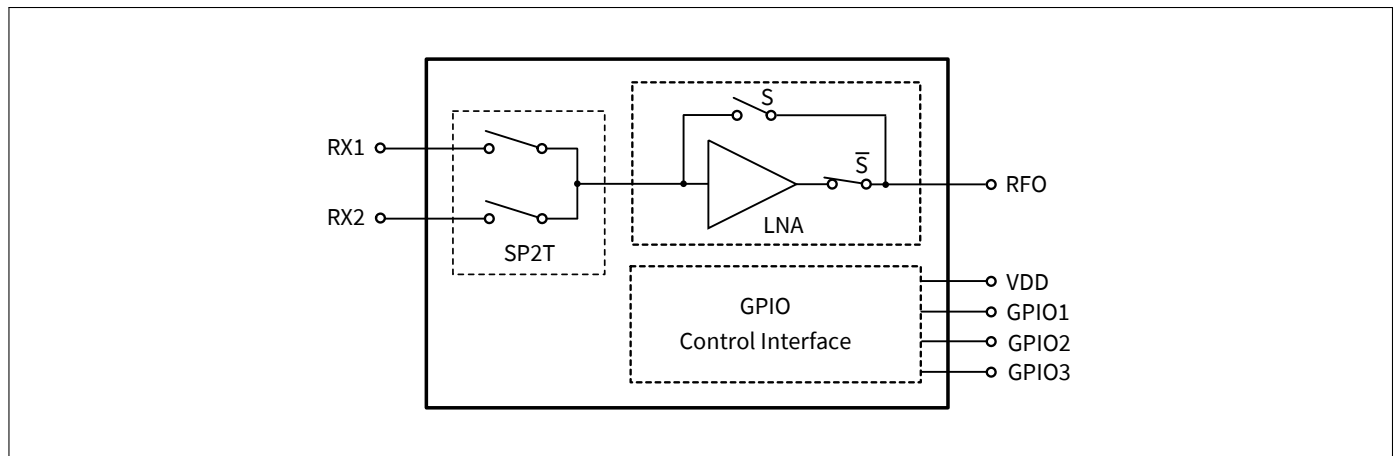 S
RX1
S̅
RFO
RX2
LNA
SP2T
VDD
GPIO
GPIO1
Control Interface
GPIO2
GPIO3